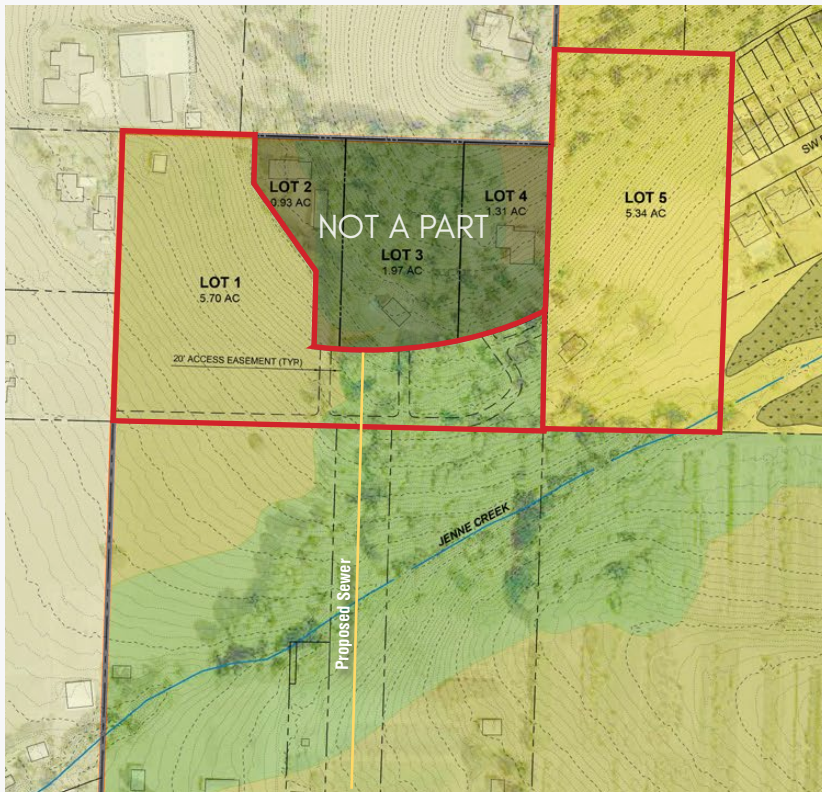 LOT 2
0.93 AC
LOT 4
1.31 AC
LOT 5
5.34 AC
NOT A PART
LOT 3
1.97 AC
LOT 1
5.70 AC
20' ACCESS EASEMENT (TYP)
JENNE CREEK
Proposed Sewer
SW